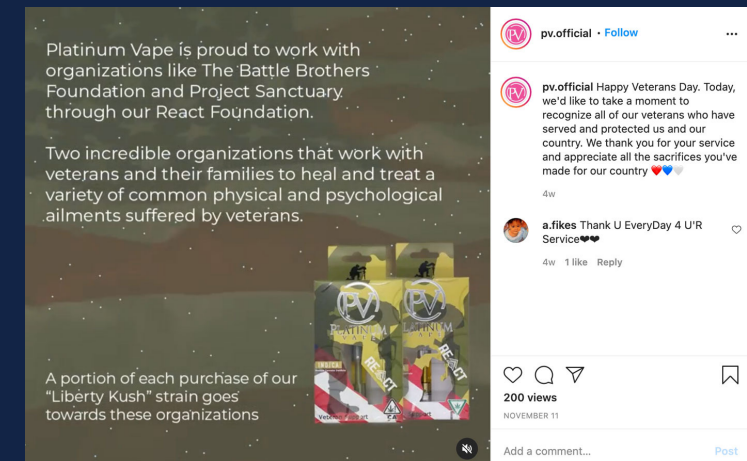 Platinum Vape is proud to work with
organizations like The Battle Brothers
Foundation and Project Sanctuary
through our React Foundation.
Two incredible organizations that work with
veterans and their families to heal and treat a
variety of common physical and psychological
ailments suffered by veterans.
PV
PLATINUM
VAPE
REACT
PV
PLATINUM
VAPE
REACT
A portion of each purchase of our
“Liberty Kush” strain goes
towards these organizations
PV
pv.official • Follow
PV
pv.official Happy Veterans Day. Today,
we'd like to take a moment to
recognize all of our veterans who have
served and protected us and our
country. We thank you for your service
and appreciate all the sacrifices you've
made for our country ❤️💙🤍
4w
a.fikes Thank U EveryDay 4 U'R
Service❤❤
4w 1 like Reply
200 views
NOVEMBER 11
Add a comment... Post